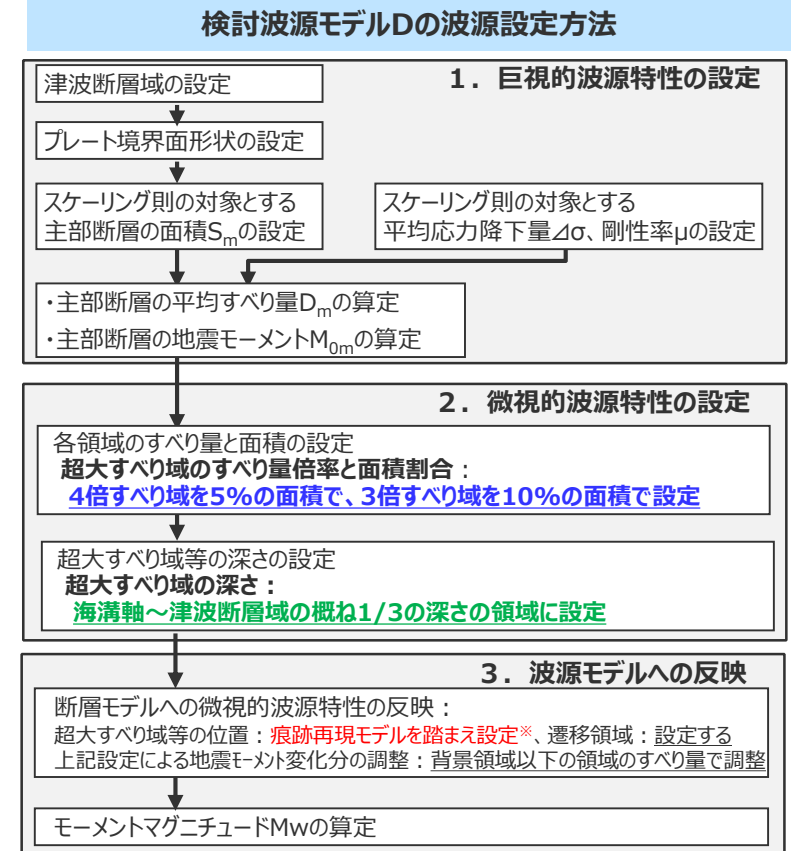 検討波源モデルDの波源設定方法
1．巨視的波源特性の設定
津波断層域の設定
プレート境界面形状の設定
スケーリング則の対象とする
主部断層の面積Smの設定
スケーリング則の対象とする
平均応力降下量⊿σ、剛性率μの設定
・主部断層の平均すべり量Dmの算定
・主部断層の地震モーメントM0mの算定
2．微視的波源特性の設定
各領域のすべり量と面積の設定
超大すべり域のすべり量倍率と面積割合：
4倍すべり域を5%の面積で、3倍すべり域を10%の面積で設定
超大すべり域等の深さの設定
超大すべり域の深さ：
海溝軸～津波断層域の概ね1/3の深さの領域に設定
3．波源モデルへの反映
断層モデルへの微視的波源特性の反映：
超大すべり域等の位置：痕跡再現モデルを踏まえ設定※、遷移領域：設定する
上記設定による地震モーメント変化分の調整：背景領域以下の領域のすべり量で調整
モーメントマグニチュードMwの算定